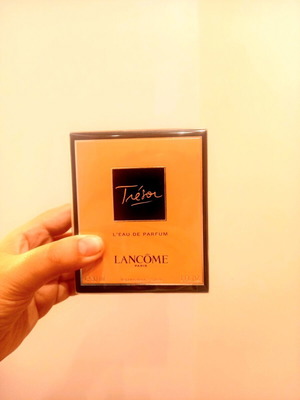 Trésor
L'EAU DE PARFUM
LANCÔME
PARIS